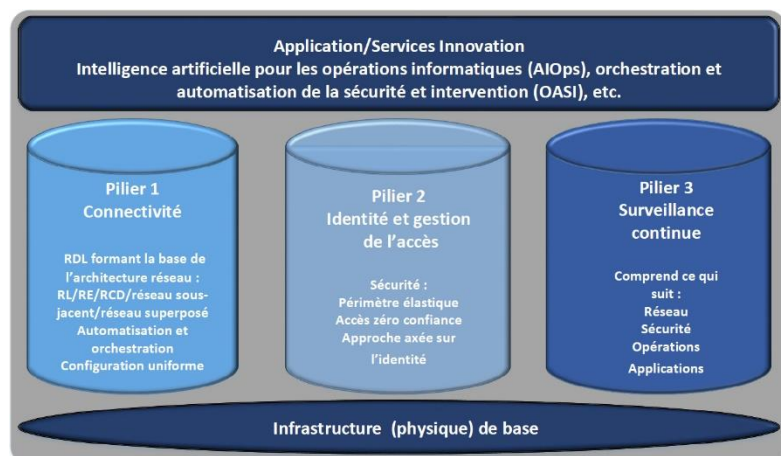 Application/Services Innovation
Intelligence artificielle pour les opérations informatiques (AIOps), orchestration et
automatisation de la sécurité et intervention (OASI), etc.
Pilier 1
Connectivité
RDL formant la base de
l'architecture réseau :
RL/RE/RCD/réseau sous-
jacent/réseau superposé
Automatisation et
orchestration
Configuration uniforme
Pilier 2
Identité et gestion
de l'accès
Sécurité :
Périmètre élastique
Accès zéro confiance
Approche axée sur
l'identité
Pilier 3
Surveillance
continue
Comprend ce qui
suit :
Réseau
Sécurité
Opérations
Applications
Infrastructure (physique) de base